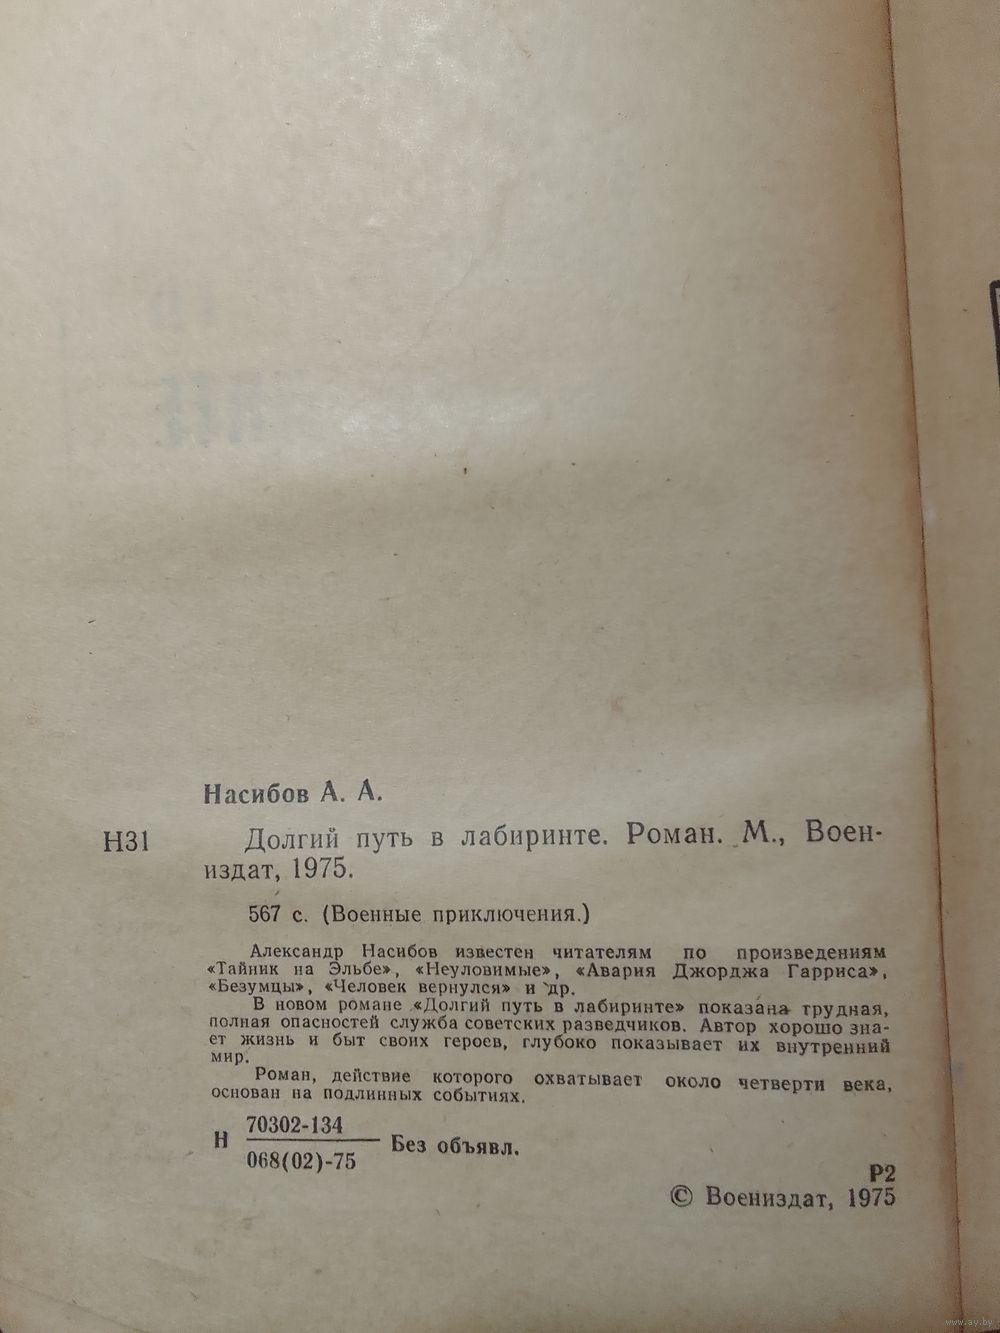 Насибов А. А.
Н31
Долгий путь в лабиринте. Роман. М., Воен-
издат, 1975.
567 с. (Военные приключения.)
Александр Насибов известен читателям по произведениям
«Тайник на Эльбе», «Неуловимые», «Авария Джорджа Гарриса»,
«Безумцы», «Человек вернулся» и др.
В новом романе «Долгий путь в лабиринте» показана трудная,
полная опасностей служба советских разведчиков. Автор хорошо зна-
ет жизнь и быт своих героев, глубоко показывает их внутренний
мир.
Роман, действие которого охватывает около четверти века,
основан на подлинных событиях.
Н 70302-134
068(02)-75
Без объявл.
Р2
© Воениздат, 1975
www.ay.by